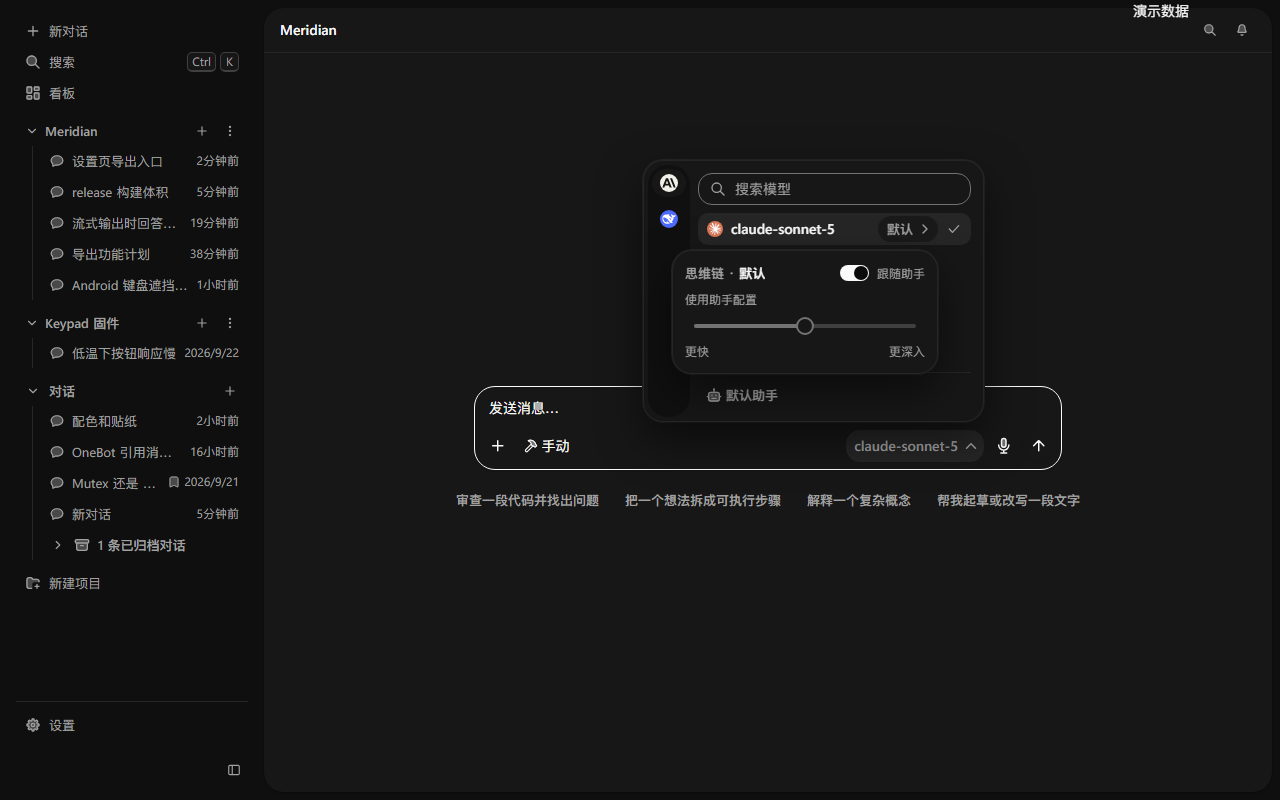 演示数据
新对话
搜索
Ctrl K
看板
Meridian
设置页导出入口 2分钟前
release 构建体积 5分钟前
流式输出时回答… 19分钟前
导出功能计划 38分钟前
Android 键盘遮挡… 1小时前
Keypad 固件
低温下按钮响应慢 2026/9/22
对话
配色和贴纸 2小时前
OneBot 引用消… 16小时前
Mutex 还是 … 2026/9/21
新对话 5分钟前
1 条已归档对话
新建项目
设置
Meridian
搜索模型
claude-sonnet-5 默认
思维链 · 默认 跟随助手
使用助手配置
更快 更深入
默认助手
发送消息…
手动 claude-sonnet-5
审查一段代码并找出问题 把一个想法拆成可执行步骤 解释一个复杂概念 帮我起草或改写一段文字